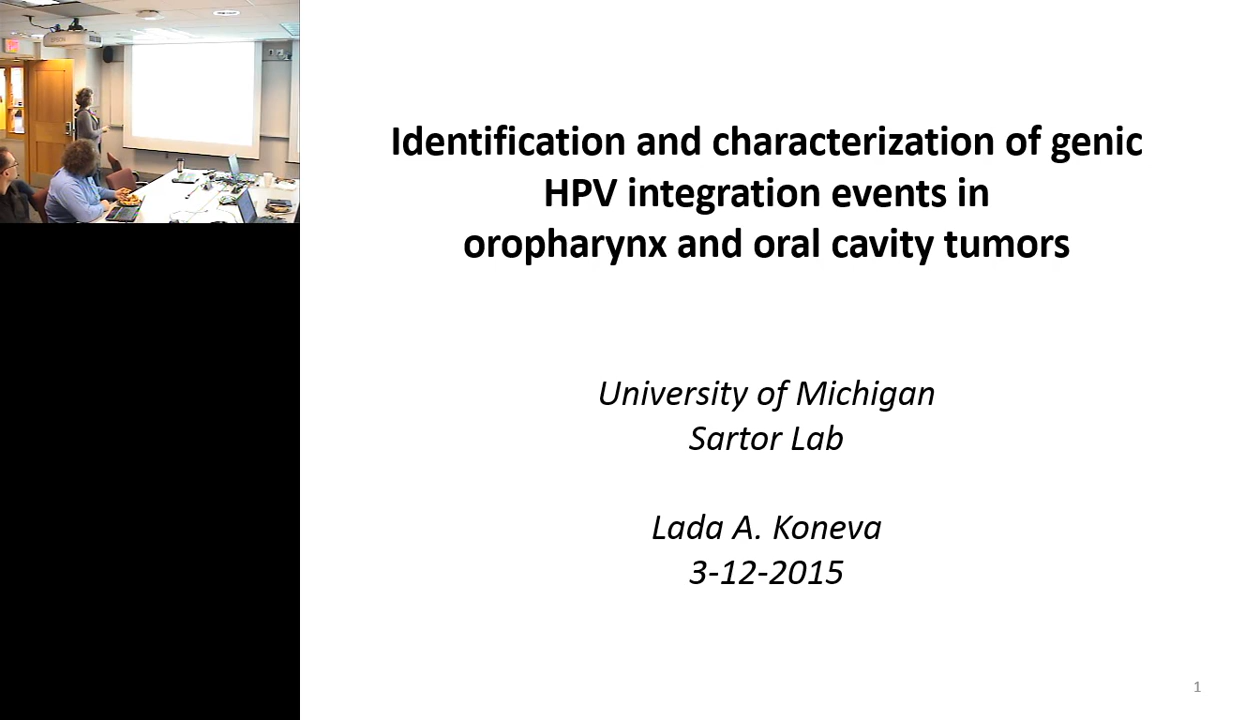 Identification and characterization of genic
HPV integration events in
oropharynx and oral cavity tumors
University of Michigan
Sartor Lab
Lada A. Koneva
3-12-2015
1